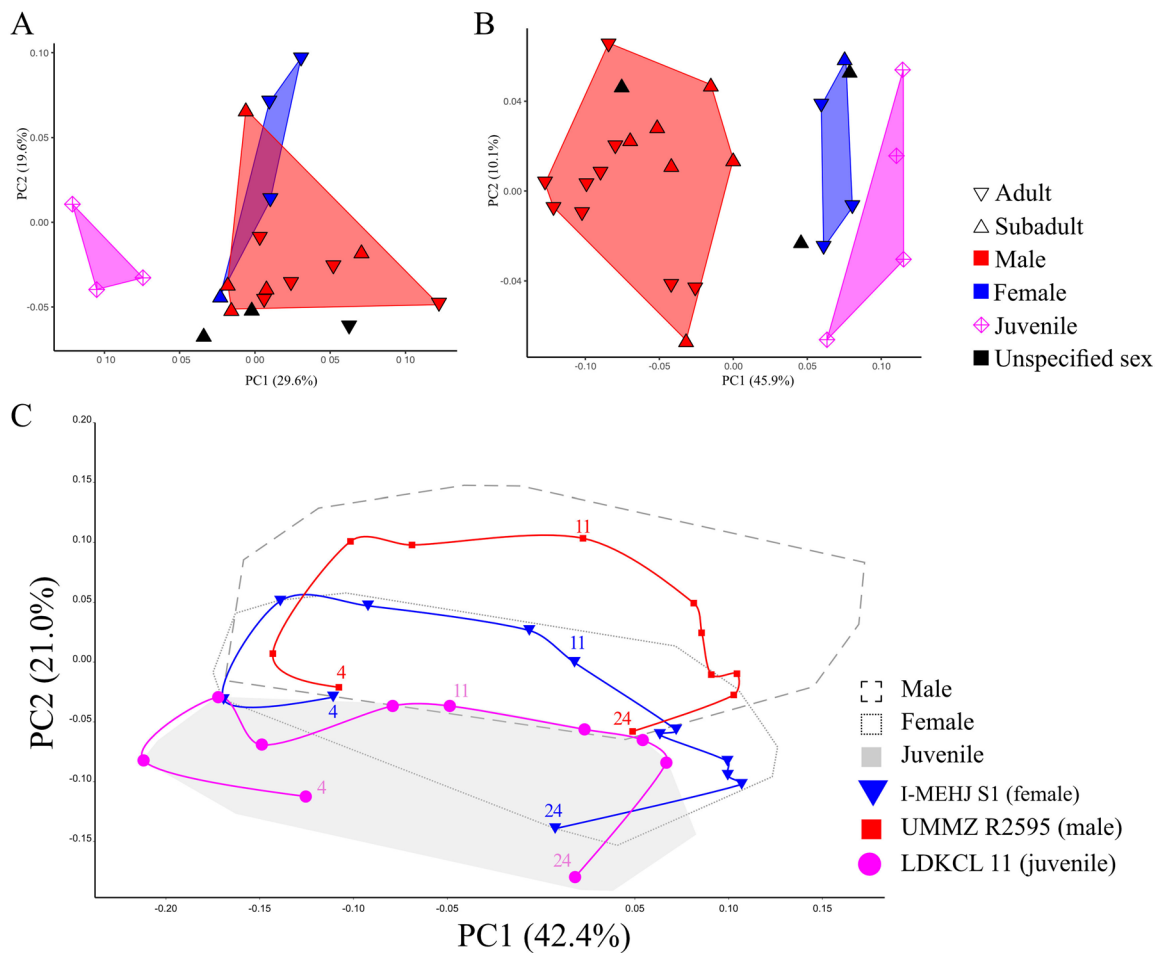 A
B
0.10
0.05
0.00
-0.05
PC2 (19.6%)
0 10
0 05
0.00
0.05
0 10
PC1 (29.6%)
0.04
0.00
-0.04
PC2 (10.1%)
-0.10
-0.05
0.00
0.05
0.10
PC1 (45.9%)
Adult
Subadult
Male
Female
Juvenile
Unspecified sex
C
0.20
0.15
0.10
0.05
0.00
-0.05
-0.10
-0.15
PC2 (21.0%)
11
4
24
11
4
24
11
4
24
-0.20
-0.15
-0.10
-0.05
0.05
0.10
0.15
PC1 (42.4%)
Male
Female
Juvenile
I-MEHJ S1 (female)
UMMZ R2595 (male)
LDKCL 11 (juvenile)